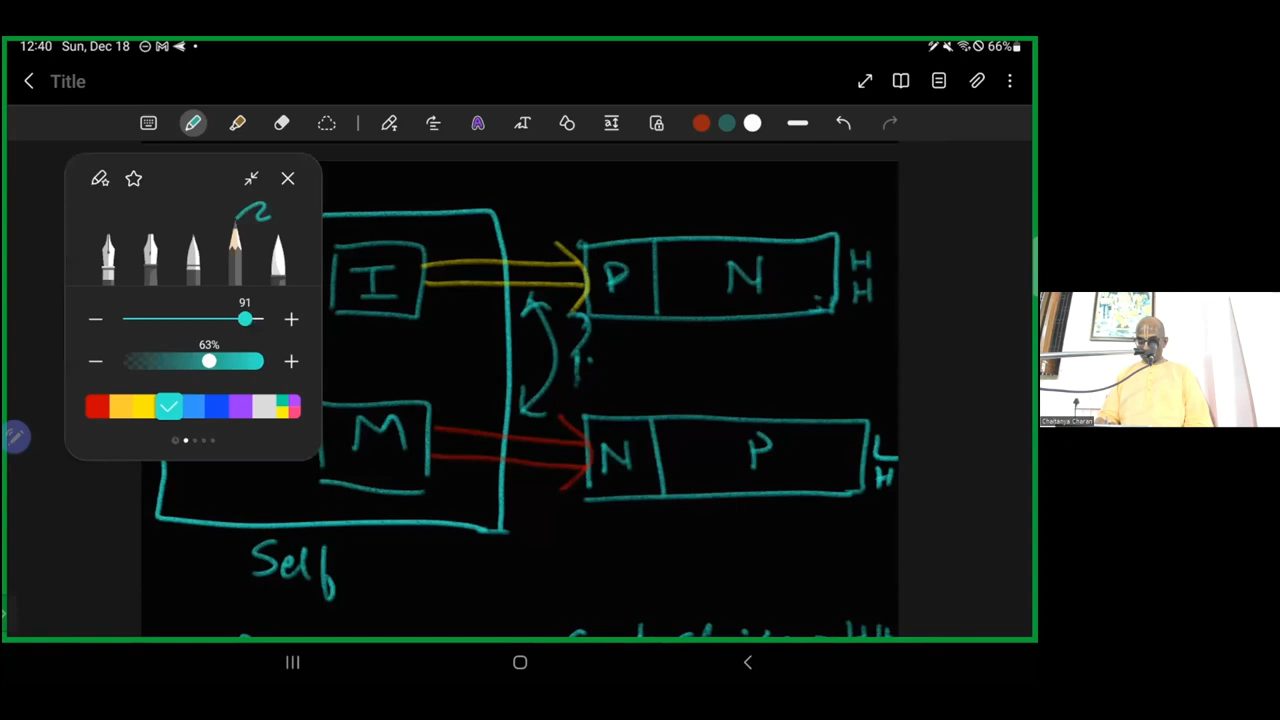 12:40 Sun, Dec 18
66%
Title
91
63%
I
P N
H
H
?
M
N P
L
H
Self
Chaitanya Charan